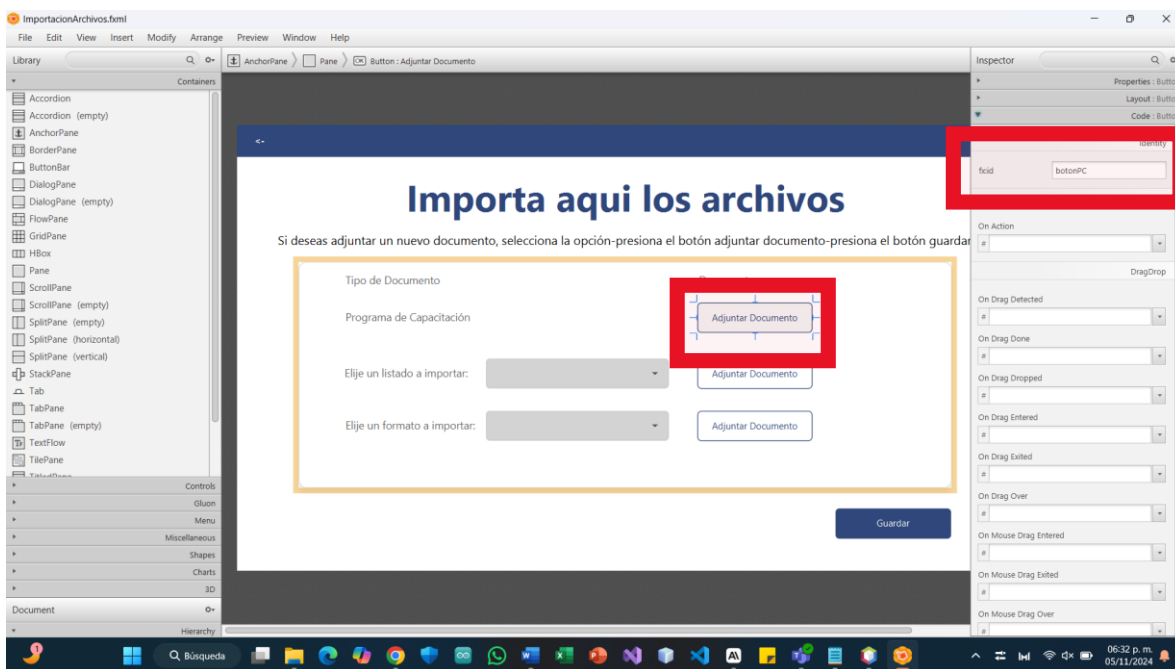 ImportacionArchivos.fxml
File Edit View Insert Modify Arrange Preview Window Help
Library
AnchorPane Pane OK Button : Adjuntar Documento
Inspector
Containers
Accordion
Accordion (empty)
AnchorPane
BorderPane
ButtonBar
DialogPane
DialogPane (empty)
FlowPane
GridPane
HBox
Pane
ScrollPane
ScrollPane (empty)
SplitPane (empty)
SplitPane (horizontal)
SplitPane (vertical)
StackPane
Tab
TabPane
TabPane (empty)
TextFlow
TilePane
Controls
Gluon
Menu
Miscellaneous
Shapes
Charts
3D
Document
Hierarchy
<-
Importa aqui los archivos
Si deseas adjuntar un nuevo documento, selecciona la opción-presiona el botón adjuntar documento-presiona el botón guardar
Tipo de Documento
Programa de Capacitación Adjuntar Documento
Elije un listado a importar: Adjuntar Documento
Elije un formato a importar: Adjuntar Documento
Guardar
Properties : Butto
Layout : Butto
Code : Butto
Identity
fx:id botonPC
On Action
#
DragDrop
On Drag Detected
#
On Drag Done
#
On Drag Dropped
#
On Drag Entered
#
On Drag Exited
#
On Drag Over
#
On Mouse Drag Entered
#
On Mouse Drag Exited
#
On Mouse Drag Over
#
1
Búsqueda
06:32 p. m.
05/11/2024